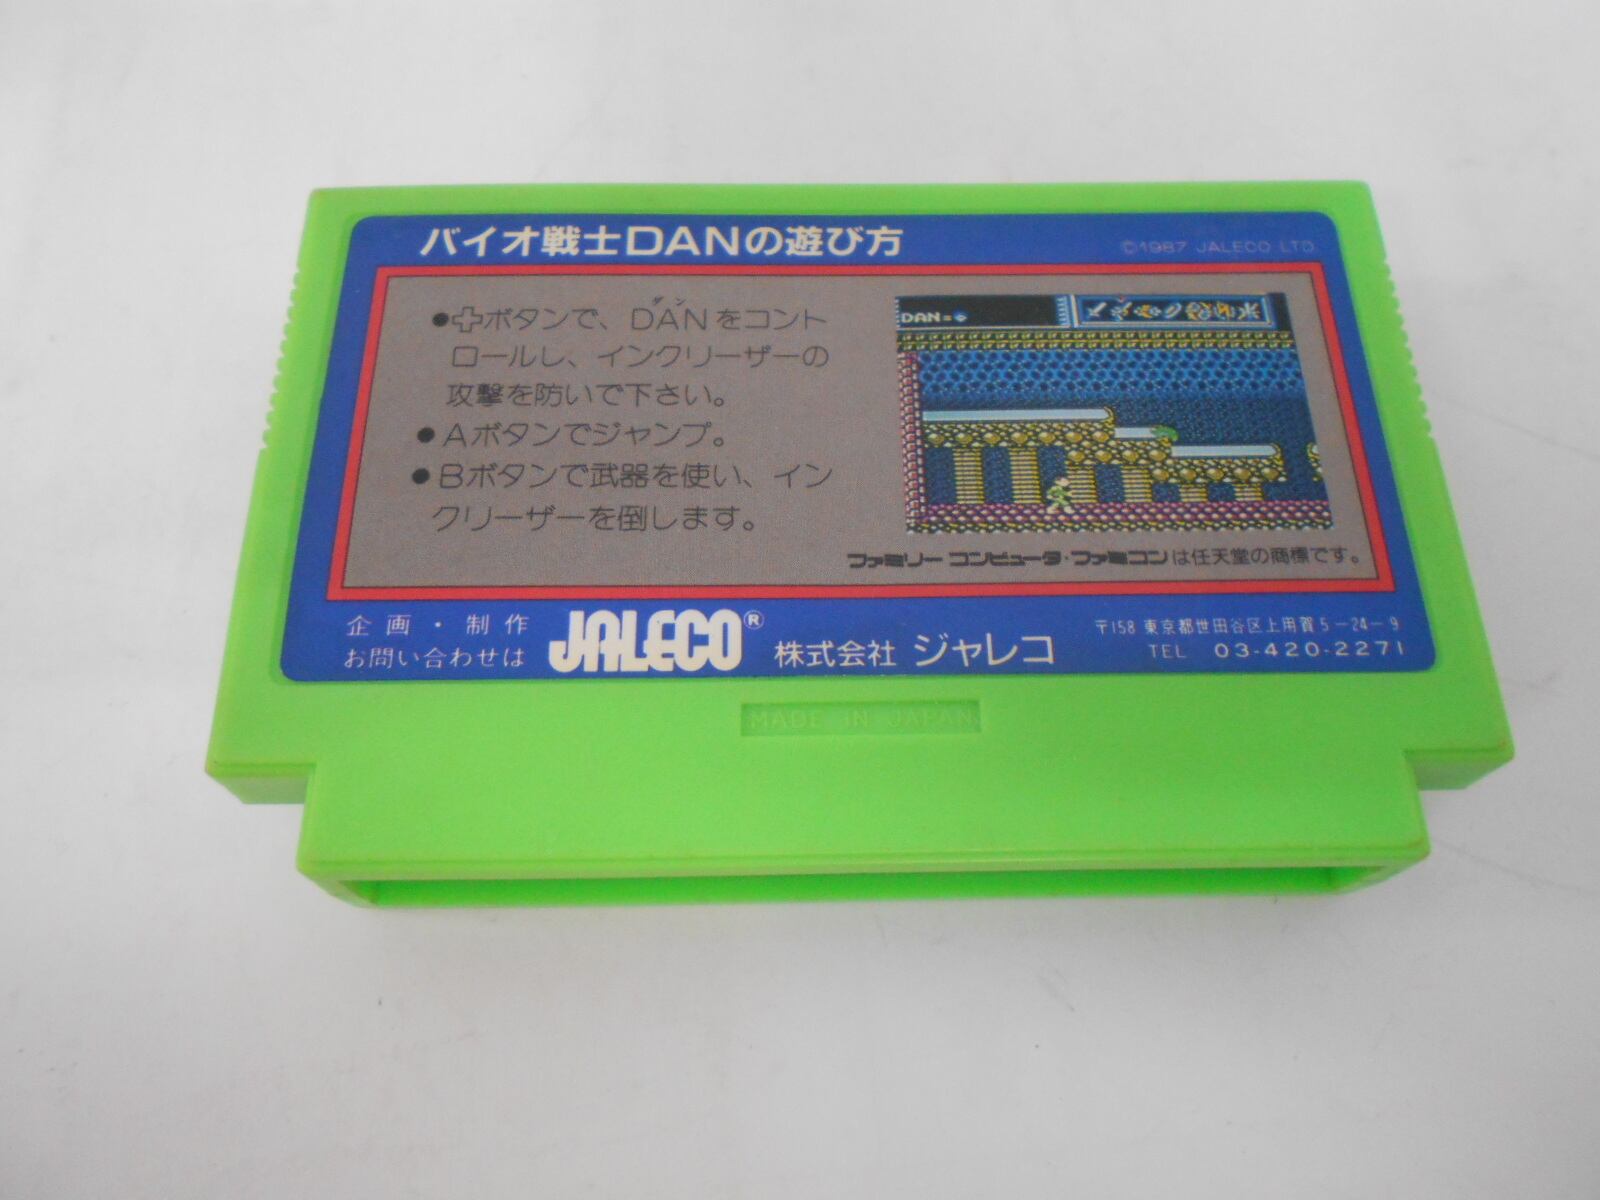 バイオ戦士DANの遊び方
©1987 JALECO LTD.
●✚ボタンで、DANをコント
ダン
ロールし、インクリーザーの
攻撃を防いで下さい。
●Aボタンでジャンプ。
●Bボタンで武器を使い、イン
クリーザーを倒します。
DAN=
ファミリーコンピュータ・ファミコンは任天堂の商標です。
企画・制作
お問い合わせは
JALECO® 株式会社 ジャレコ
〒158 東京都世田谷区上用賀5-24-9
TEL 03-420-2271
MADE IN JAPAN